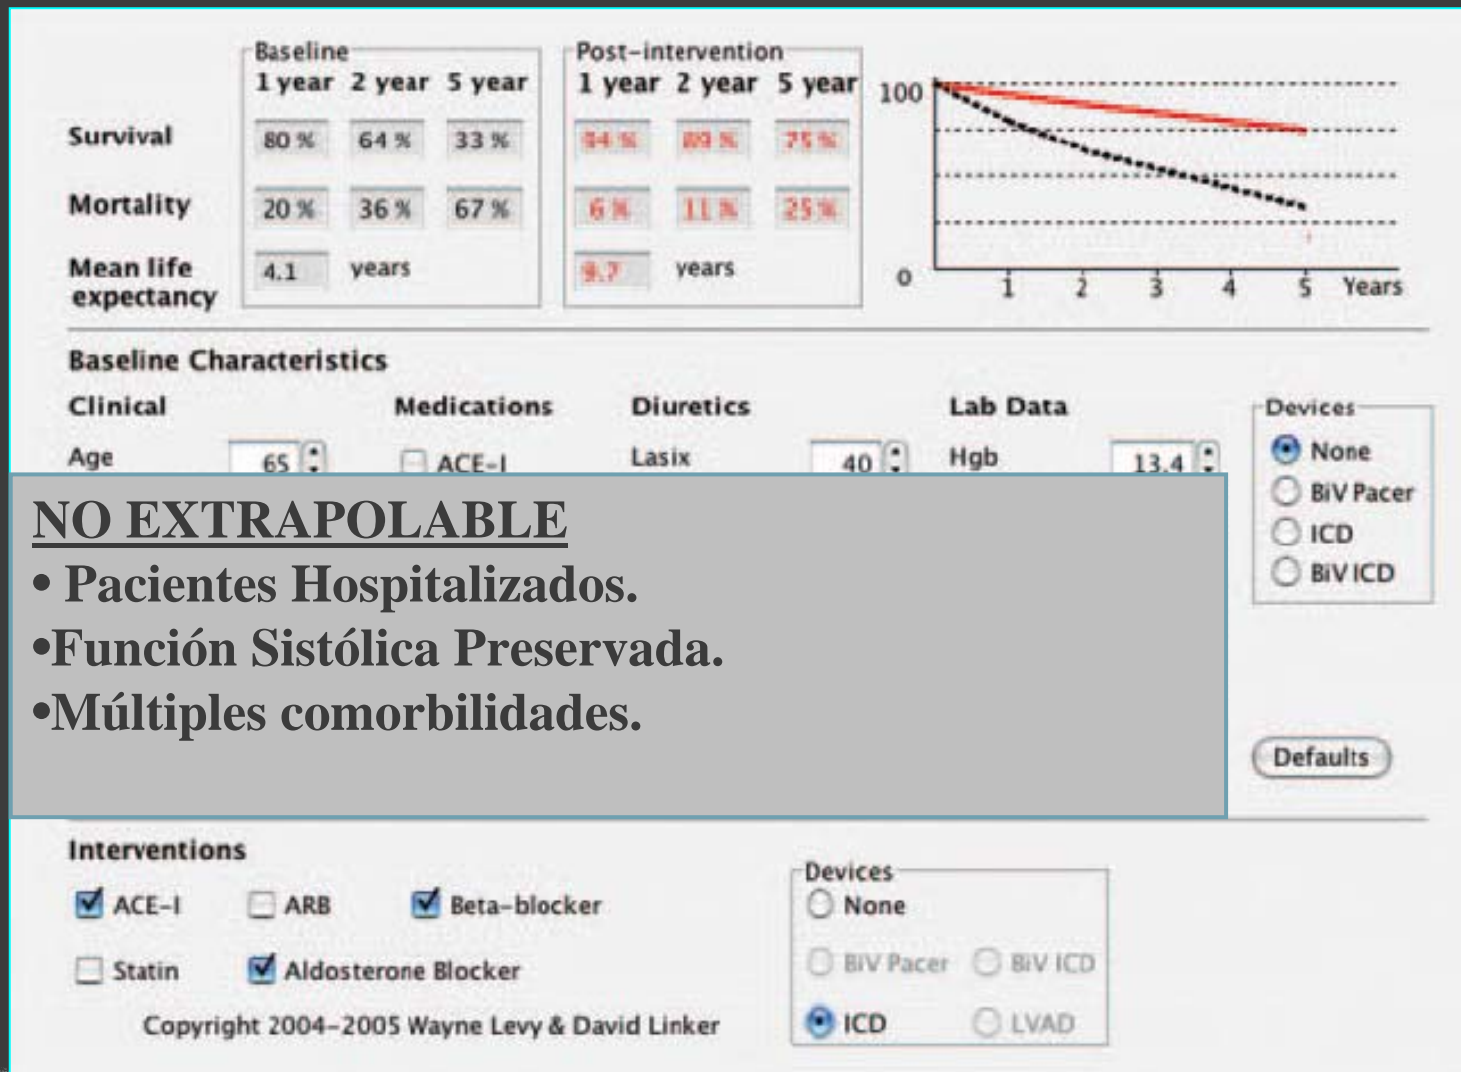 Baseline Post-intervention
1 year 2 year 5 year 1 year 2 year 5 year 100
Survival 80 % 64 % 33 % 94 % 89 % 75 %
Mortality 20 % 36 % 67 % 6 % 11 % 25 %
Mean life expectancy 4.1 years 9.7 years 0 1 2 3 4 5 Years
Baseline Characteristics
Clinical Medications Diuretics Lab Data Devices
Age 65 ACE-I Lasix 40 Hgb 13.4 None
BiV Pacer
ICD
BiV ICD
NO EXTRAPOLABLE
• Pacientes Hospitalizados.
•Función Sistólica Preservada.
•Múltiples comorbilidades.
Defaults
Interventions
Devices
ACE-I ARB Beta-blocker None
Statin Aldosterone Blocker BiV Pacer BiV ICD
Copyright 2004-2005 Wayne Levy & David Linker ICD LVAD